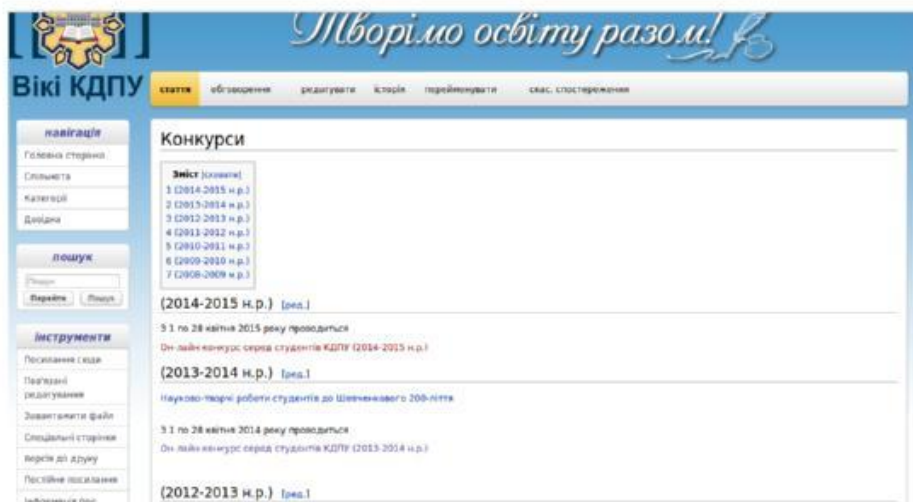 Творімо освіту разом!
Вікі КДПУ
стаття обговорення редагувати історія перейменувати скас. спостереження
навігація
Головна сторінка
Спільнота
Категорії
Довідка
пошук
Пошук
Перейти Пошук
інструменти
Посилання сюди
Пов'язані
редагування
Завантажити файл
Спеціальні сторінки
Версія до друку
Постійне посилання
Інформація про
Конкурси
Зміст [сховати]
1 (2014-2015 н.р.)
2 (2013-2014 н.р.)
3 (2012-2013 н.р.)
4 (2011-2012 н.р.)
5 (2010-2011 н.р.)
6 (2009-2010 н.р.)
7 (2008-2009 н.р.)
(2014-2015 н.р.) [ред.]
З 1 по 28 квітня 2015 року проводиться
Он-лайн конкурс серед студентів КДПУ (2014-2015 н.р.)
(2013-2014 н.р.) [ред.]
Науково-творчі роботи студентів до Шевченкового 200-ліття
З 1 по 28 квітня 2014 року проводиться
Он-лайн конкурс серед студентів КДПУ (2013-2014 н.р.)
(2012-2013 н.р.) [ред.]